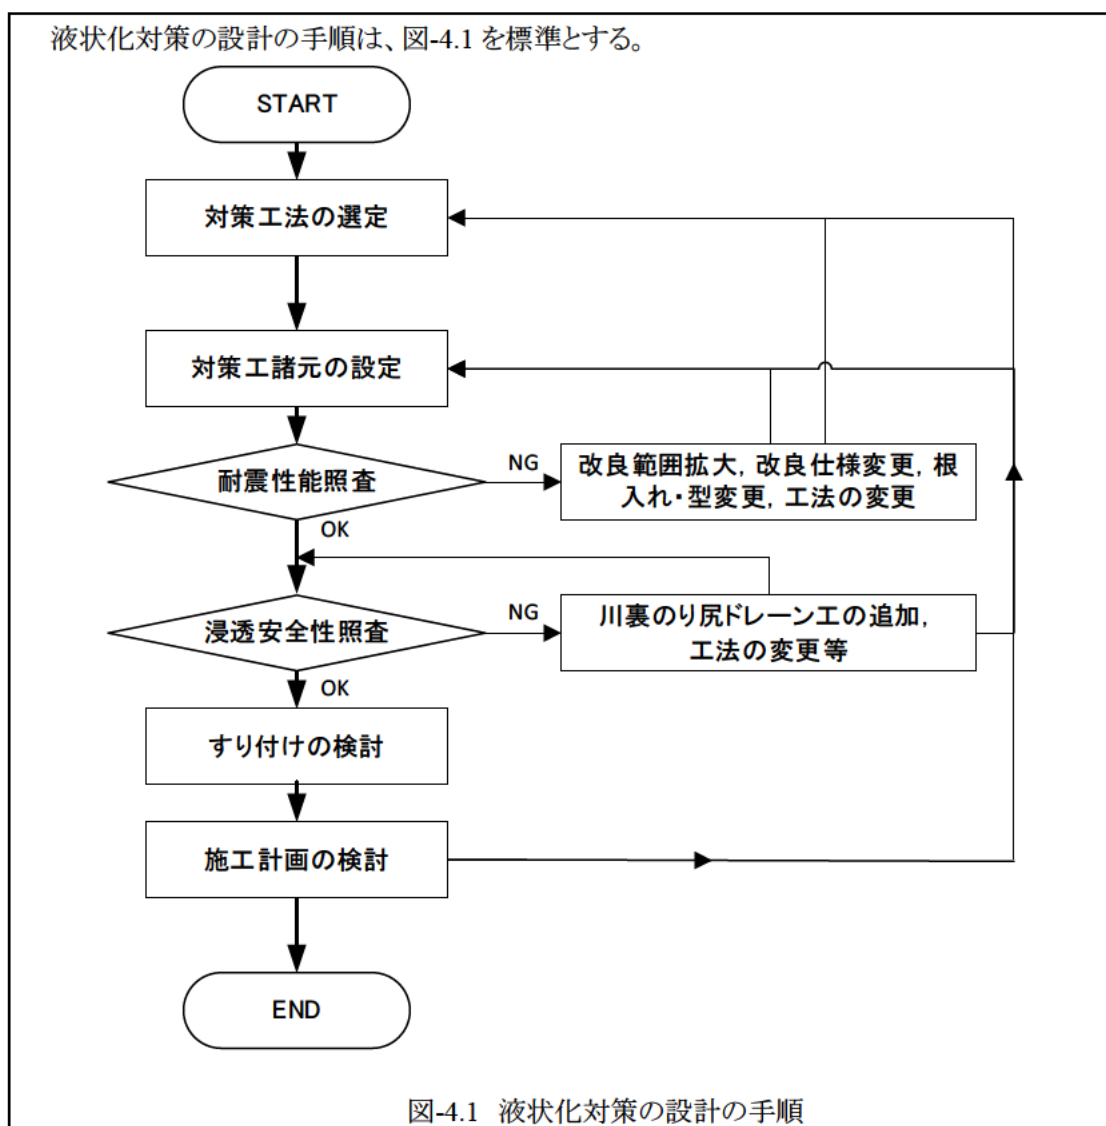 液状化対策の設計の手順は、図-4.1 を標準とする。
START
対策工法の選定
対策工諸元の設定
耐震性能照査
NG
改良範囲拡大, 改良仕様変更, 根
入れ・型変更, 工法の変更
OK
浸透安全性照査
NG
川裏のり尻ドレーン工の追加,
工法の変更等
OK
すり付けの検討
施工計画の検討
END
図-4.1 液状化対策の設計の手順